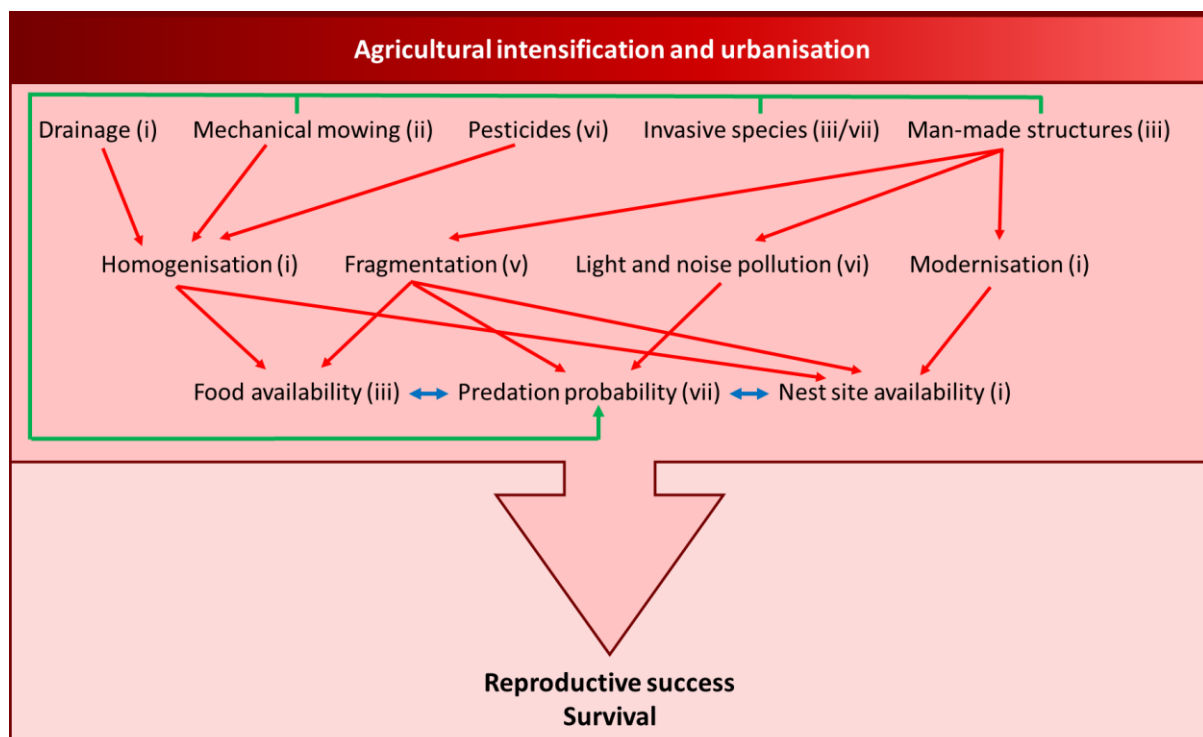 Agricultural intensification and urbanisation
Drainage (i) Mechanical mowing (ii) Pesticides (vi) Invasive species (iii/vii) Man-made structures (iii)
Homogenisation (i) Fragmentation (v) Light and noise pollution (vi) Modernisation (i)
Food availability (iii) Predation probability (vii) Nest site availability (i)
Reproductive success
Survival